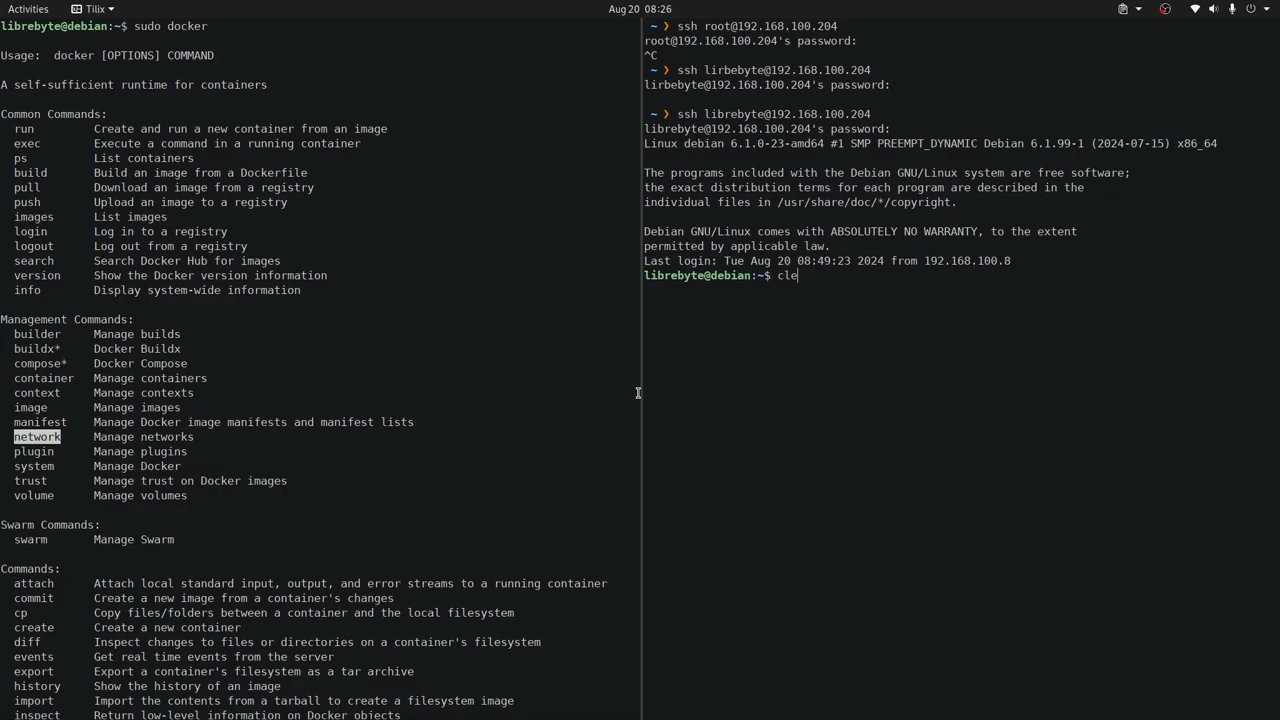 Activities
Tilix
Aug 20 08:26
librebyte@debian:~$ sudo docker
Usage:  docker [OPTIONS] COMMAND
A self-sufficient runtime for containers
Common Commands:
run         Create and run a new container from an image
exec        Execute a command in a running container
ps          List containers
build       Build an image from a Dockerfile
pull        Download an image from a registry
push        Upload an image to a registry
images      List images
login       Log in to a registry
logout      Log out from a registry
search      Search Docker Hub for images
version     Show the Docker version information
info        Display system-wide information
Management Commands:
builder     Manage builds
buildx*     Docker Buildx
compose*    Docker Compose
container   Manage containers
context     Manage contexts
image       Manage images
manifest    Manage Docker image manifests and manifest lists
network     Manage networks
plugin      Manage plugins
system      Manage Docker
trust       Manage trust on Docker images
volume      Manage volumes
Swarm Commands:
swarm       Manage Swarm
Commands:
attach      Attach local standard input, output, and error streams to a running container
commit      Create a new image from a container's changes
cp          Copy files/folders between a container and the local filesystem
create      Create a new container
diff        Inspect changes to files or directories on a container's filesystem
events      Get real time events from the server
export      Export a container's filesystem as a tar archive
history     Show the history of an image
import      Import the contents from a tarball to create a filesystem image
inspect     Return low-level information on Docker objects
~ ❯ ssh root@192.168.100.204
root@192.168.100.204's password:
^C
~ ❯ ssh lirbebyte@192.168.100.204
lirbebyte@192.168.100.204's password:
~ ❯ ssh librebyte@192.168.100.204
librebyte@192.168.100.204's password:
Linux debian 6.1.0-23-amd64 #1 SMP PREEMPT_DYNAMIC Debian 6.1.99-1 (2024-07-15) x86_64
The programs included with the Debian GNU/Linux system are free software;
the exact distribution terms for each program are described in the
individual files in /usr/share/doc/*/copyright.
Debian GNU/Linux comes with ABSOLUTELY NO WARRANTY, to the extent
permitted by applicable law.
Last login: Tue Aug 20 08:49:23 2024 from 192.168.100.8
librebyte@debian:~$ cle